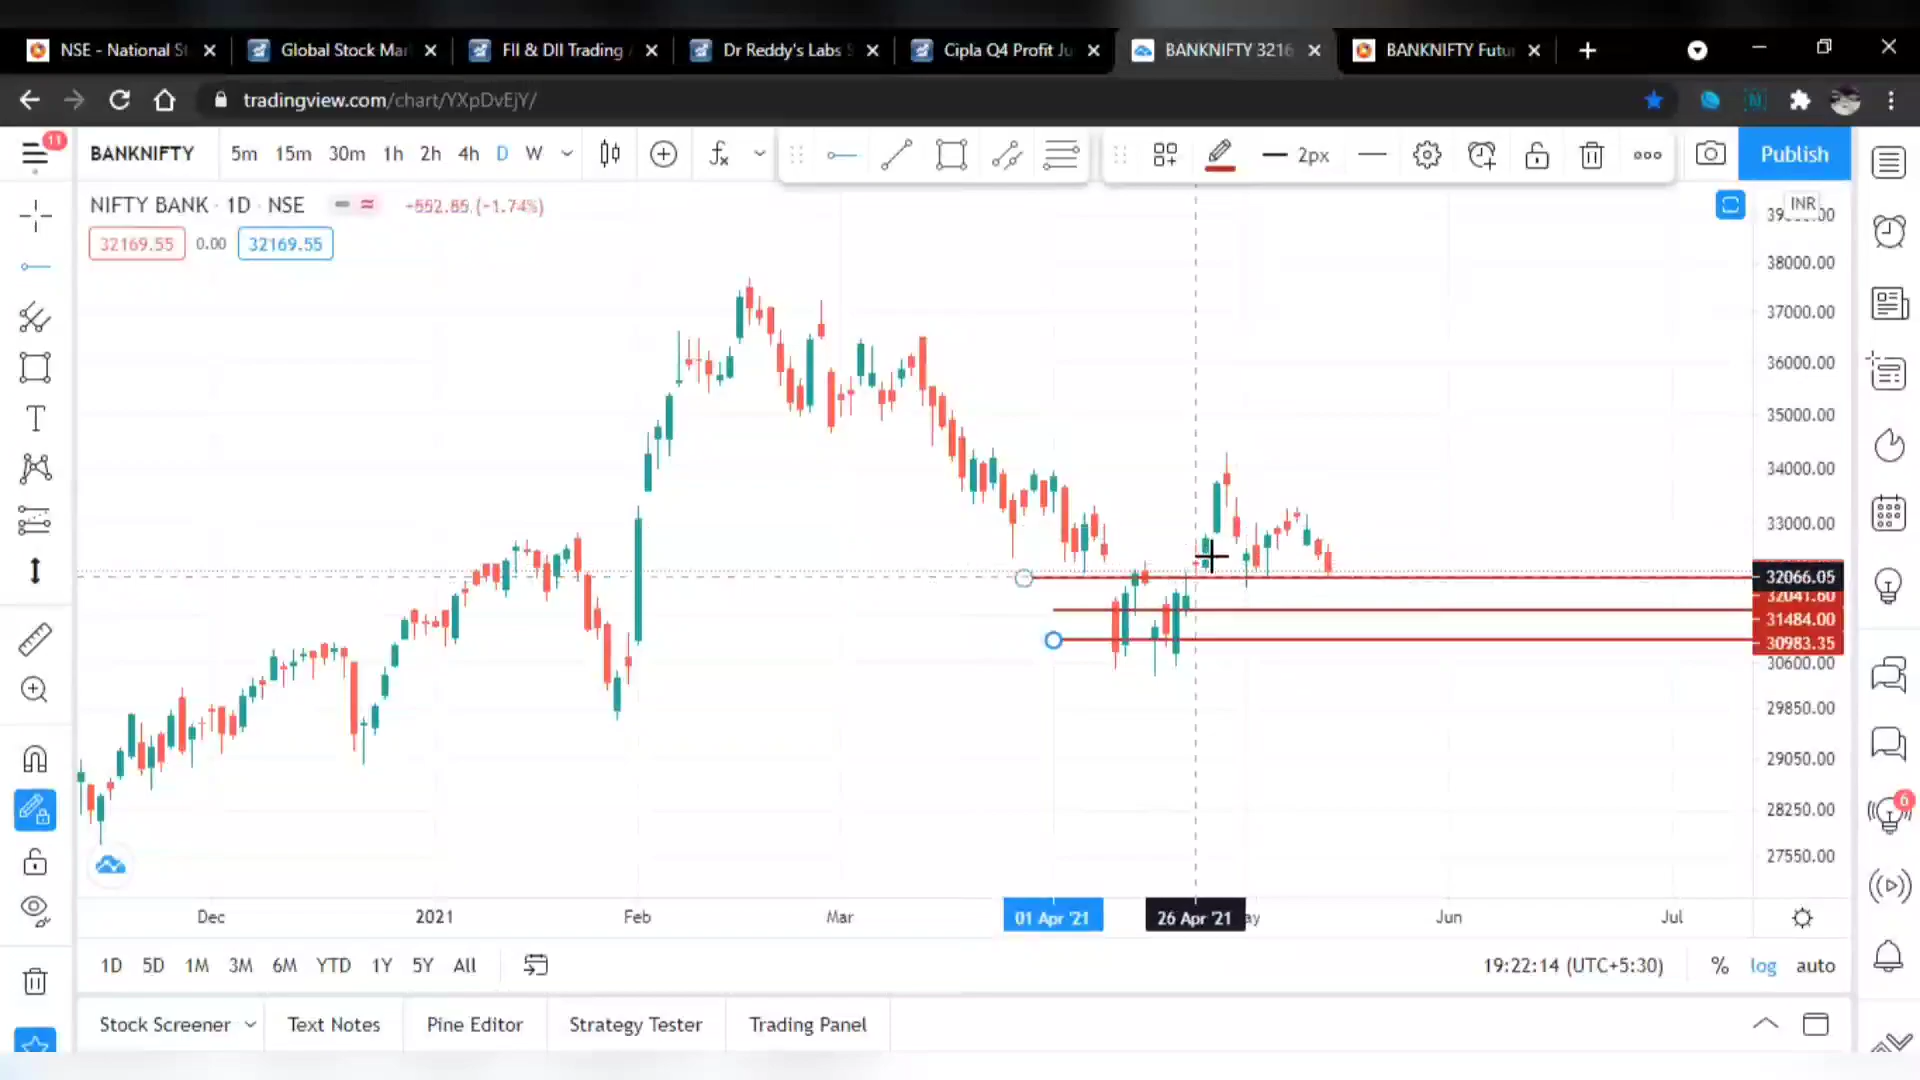 NSE - National St
Global Stock Mar
FII & DII Trading
Dr Reddy's Labs S
Cipla Q4 Profit Ju
BANKNIFTY 3216
BANKNIFTY Futu
tradingview.com/chart/YXpDvEjY/
11
BANKNIFTY 5m 15m 30m 1h 2h 4h D W
2px
Publish
NIFTY BANK · 1D · NSE
−552.85 (−1.74%)
INR
32169.55 0.00 32169.55
38000.00
37000.00
36000.00
35000.00
34000.00
33000.00
32066.05
32041.60
31484.00
30983.35
30600.00
29850.00
29050.00
28250.00
27550.00
6
Dec 2021 Feb Mar 01 Apr '21 26 Apr '21 ay Jun Jul
1D 5D 1M 3M 6M YTD 1Y 5Y All
19:22:14 (UTC+5:30) % log auto
Stock Screener Text Notes Pine Editor Strategy Tester Trading Panel